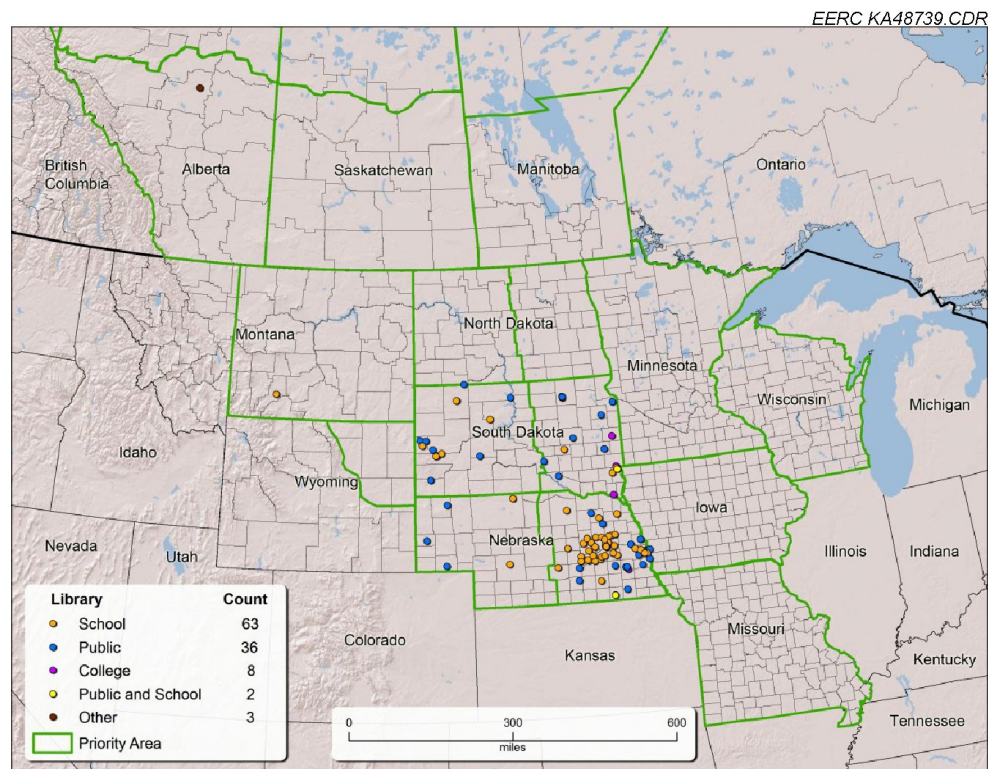 EERC KA48739.CDR
British
Columbia
Alberta
Saskatchewan
Manitoba
Ontario
Montana
North Dakota
Minnesota
Wisconsin
Michigan
South Dakota
Idaho
Wyoming
Iowa
Nebraska
Nevada
Utah
Illinois
Indiana
Colorado
Kansas
Missouri
Kentucky
Tennessee
Library Count
School 63
Public 36
College 8
Public and School 2
Other 3
Priority Area
0 300 600
miles